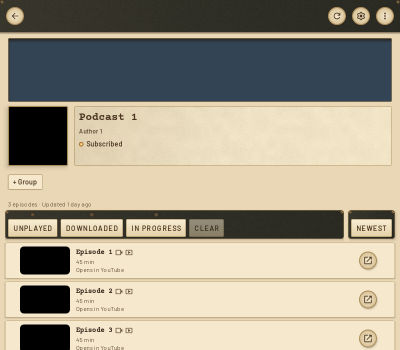 Podcast 1
Author 1
Subscribed
+ Group
3 episodes · Updated 1 day ago
UNPLAYED DOWNLOADED IN PROGRESS CLEAR NEWEST
Episode 1
45 min
Opens in YouTube
Episode 2
45 min
Opens in YouTube
Episode 3
45 min
Opens in YouTube